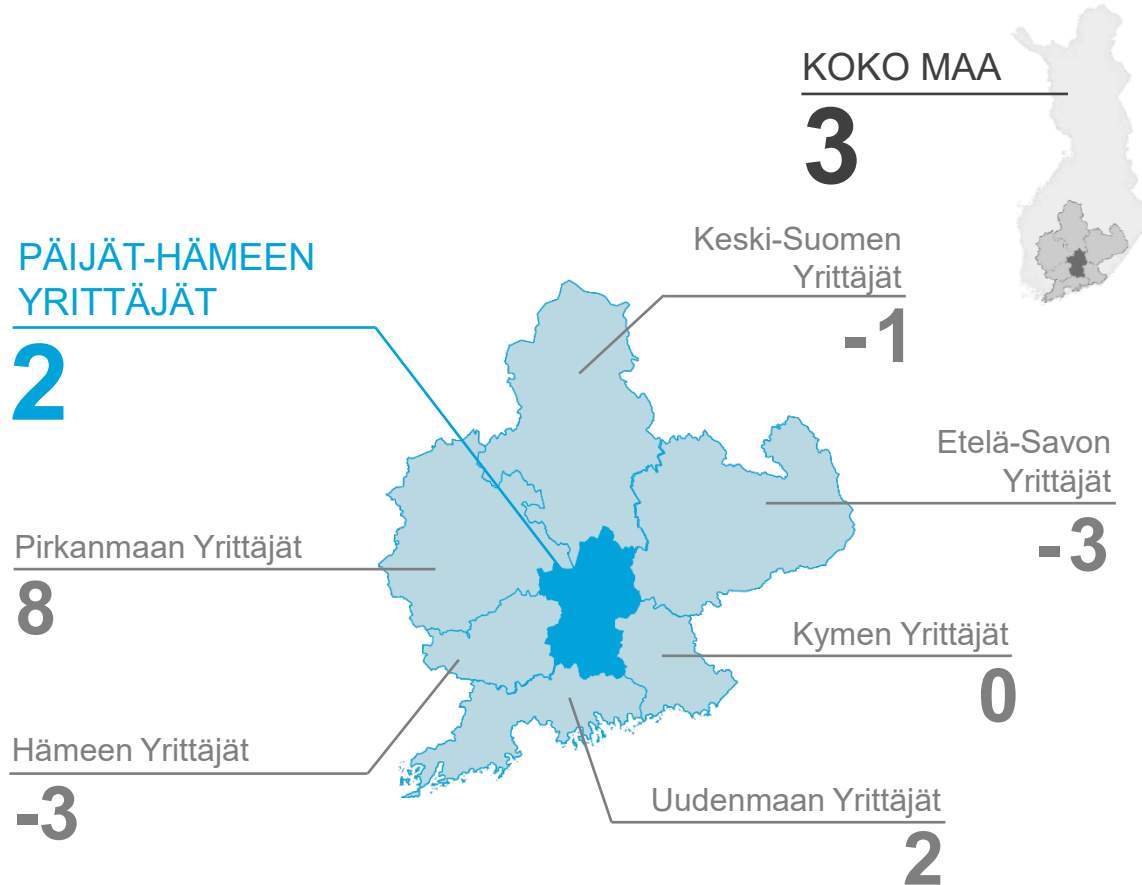 KOKO MAA
3
PÄIJÄT-HÄMEEN
YRITTÄJÄT
2
Keski-Suomen
Yrittäjät
-1
Etelä-Savon
Yrittäjät
-3
Pirkanmaan Yrittäjät
8
Kymen Yrittäjät
0
Hämeen Yrittäjät
-3
Uudenmaan Yrittäjät
2